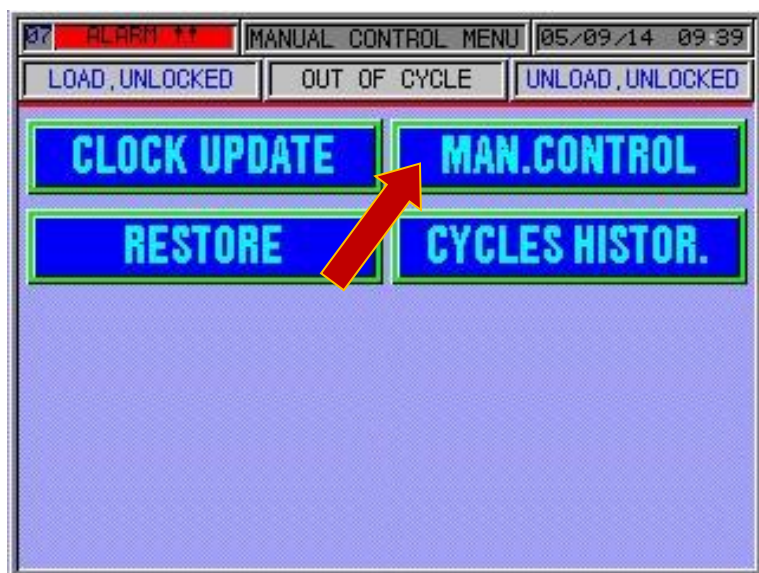 07 ALARM !! MANUAL CONTROL MENU 05/09/14 09:39
LOAD,UNLOCKED OUT OF CYCLE UNLOAD,UNLOCKED
CLOCK UPDATE MAN.CONTROL
RESTORE CYCLES HISTOR.